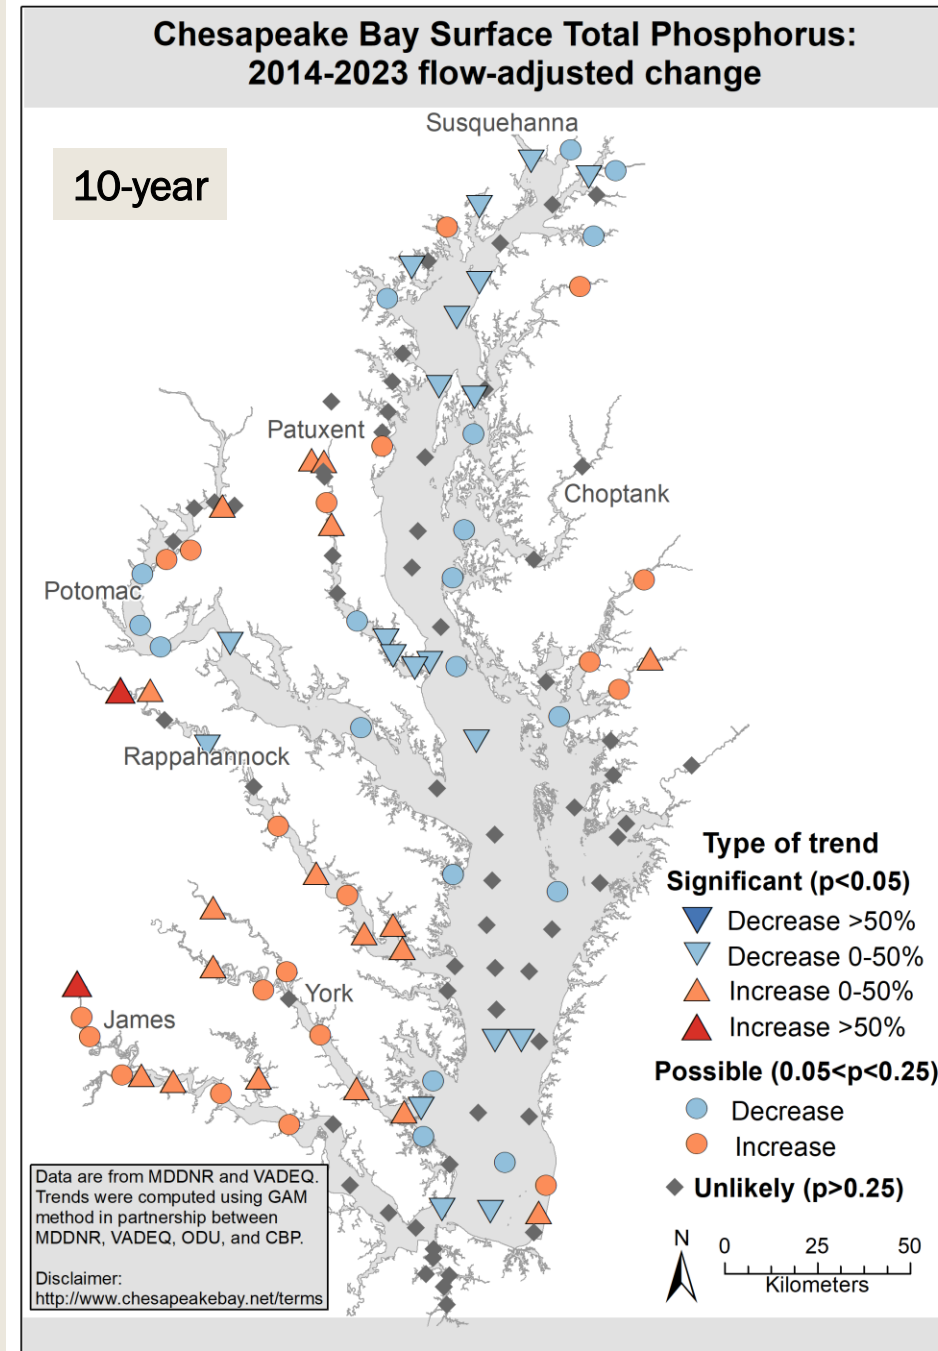 Chesapeake Bay Surface Total Phosphorus:
2014-2023 flow-adjusted change
10-year
Susquehanna
Patuxent
Choptank
Potomac
Rappahannock
York
James
Type of trend
Significant (p<0.05)
Decrease >50%
Decrease 0-50%
Increase 0-50%
Increase >50%
Possible (0.05<p<0.25)
Decrease
Increase
Unlikely (p>0.25)
N
0 25 50
Kilometers
Data are from MDDNR and VADEQ.
Trends were computed using GAM
method in partnership between
MDDNR, VADEQ, ODU, and CBP.
Disclaimer:
http://www.chesapeakebay.net/terms